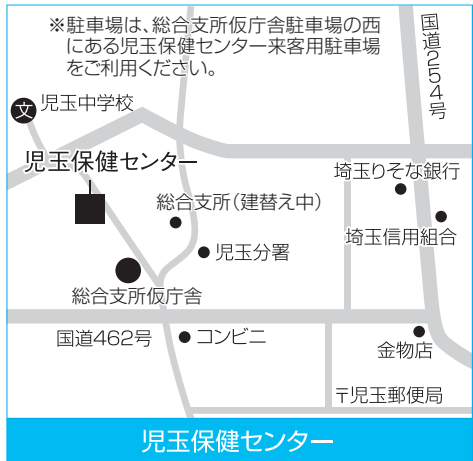 ※駐車場は、総合支所仮庁舎駐車場の西
にある児玉保健センター来客用駐車場
をご利用ください。
国道254号
文 児玉中学校
児玉保健センター
埼玉りそな銀行
総合支所(建替え中)
埼玉信用組合
児玉分署
総合支所仮庁舎
国道462号
コンビニ
金物店
〒児玉郵便局
児玉保健センター